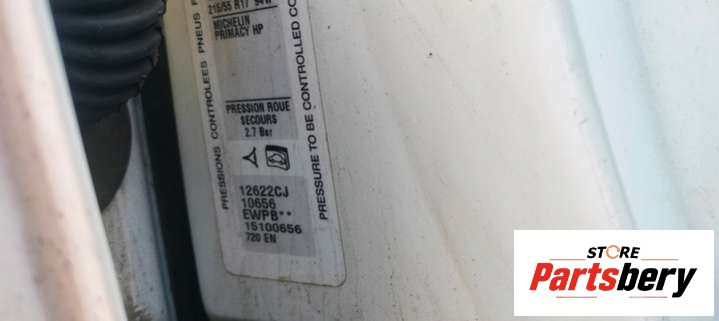 215/55 R17 94W
MICHELIN
PRIMACY HP
PRESSION ROUE
SECOURS
2.7 Bar
12622CJ
10656
EWPB**
15100656
720 EN
PRESSIONS CONTROLEES PNEUS
PRESSURE TO BE CONTROLLED
STORE
Partsbery